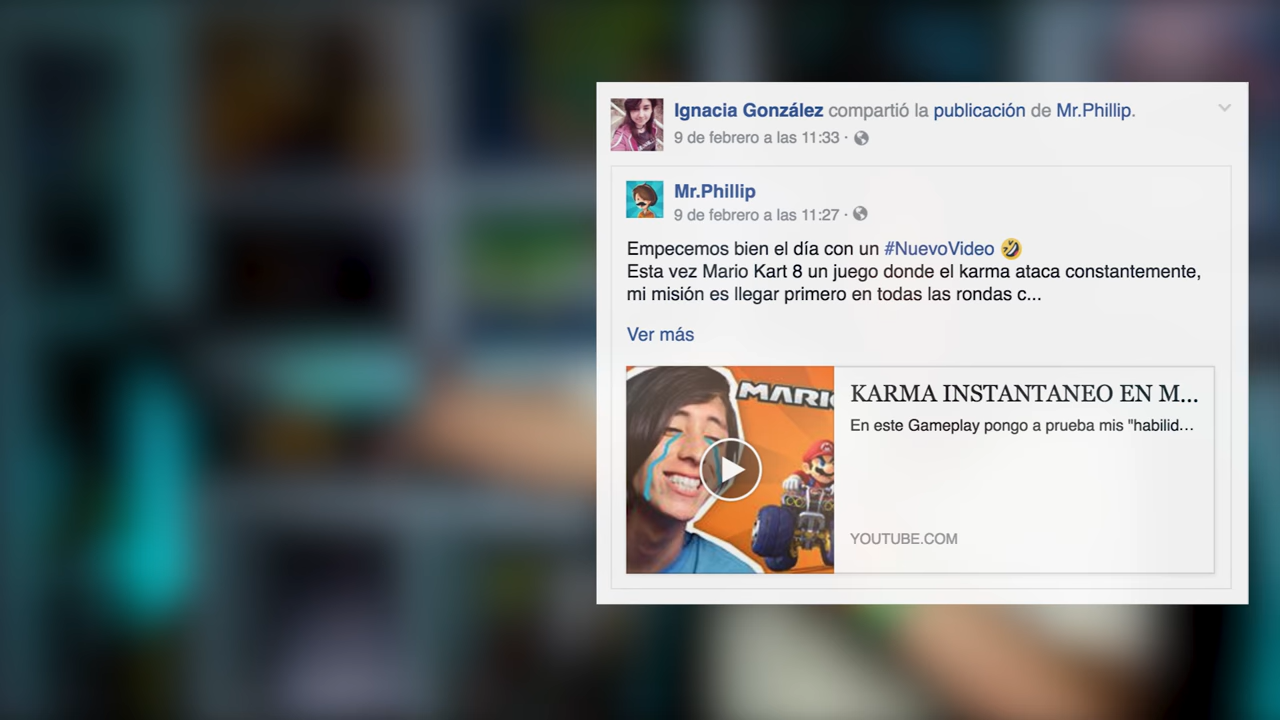 Ignacia González compartió la publicación de Mr.Phillip.
9 de febrero a las 11:33 ·
Mr.Phillip
9 de febrero a las 11:27 ·
Empecemos bien el día con un #NuevoVideo 🤣
Esta vez Mario Kart 8 un juego donde el karma ataca constantemente,
mi misión es llegar primero en todas las rondas c...
Ver más
MARIO
KARMA INSTANTANEO EN M...
En este Gameplay pongo a prueba mis "habilid...
YOUTUBE.COM